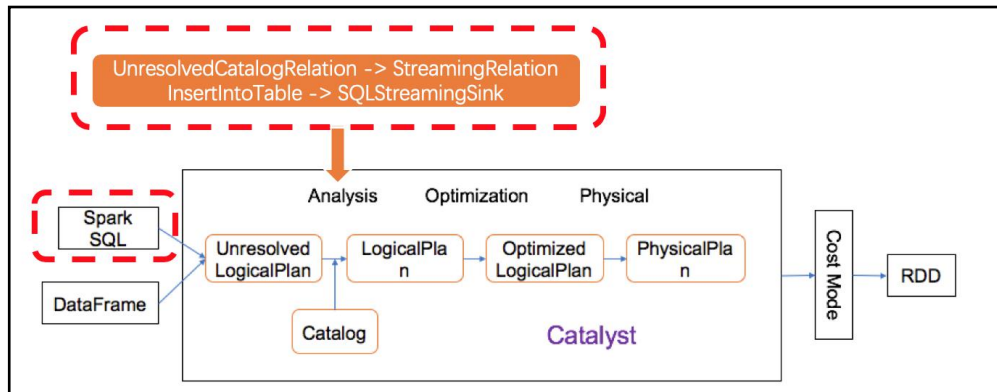 UnresolvedCatalogRelation -> StreamingRelation
InsertIntoTable -> SQLStreamingSink
Analysis Optimization Physical
Spark
SQL
Unresolved
LogicalPlan
LogicalPla
n
Optimized
LogicalPlan
PhysicalPla
n
DataFrame
Catalog
Catalyst
Cost Mode
RDD